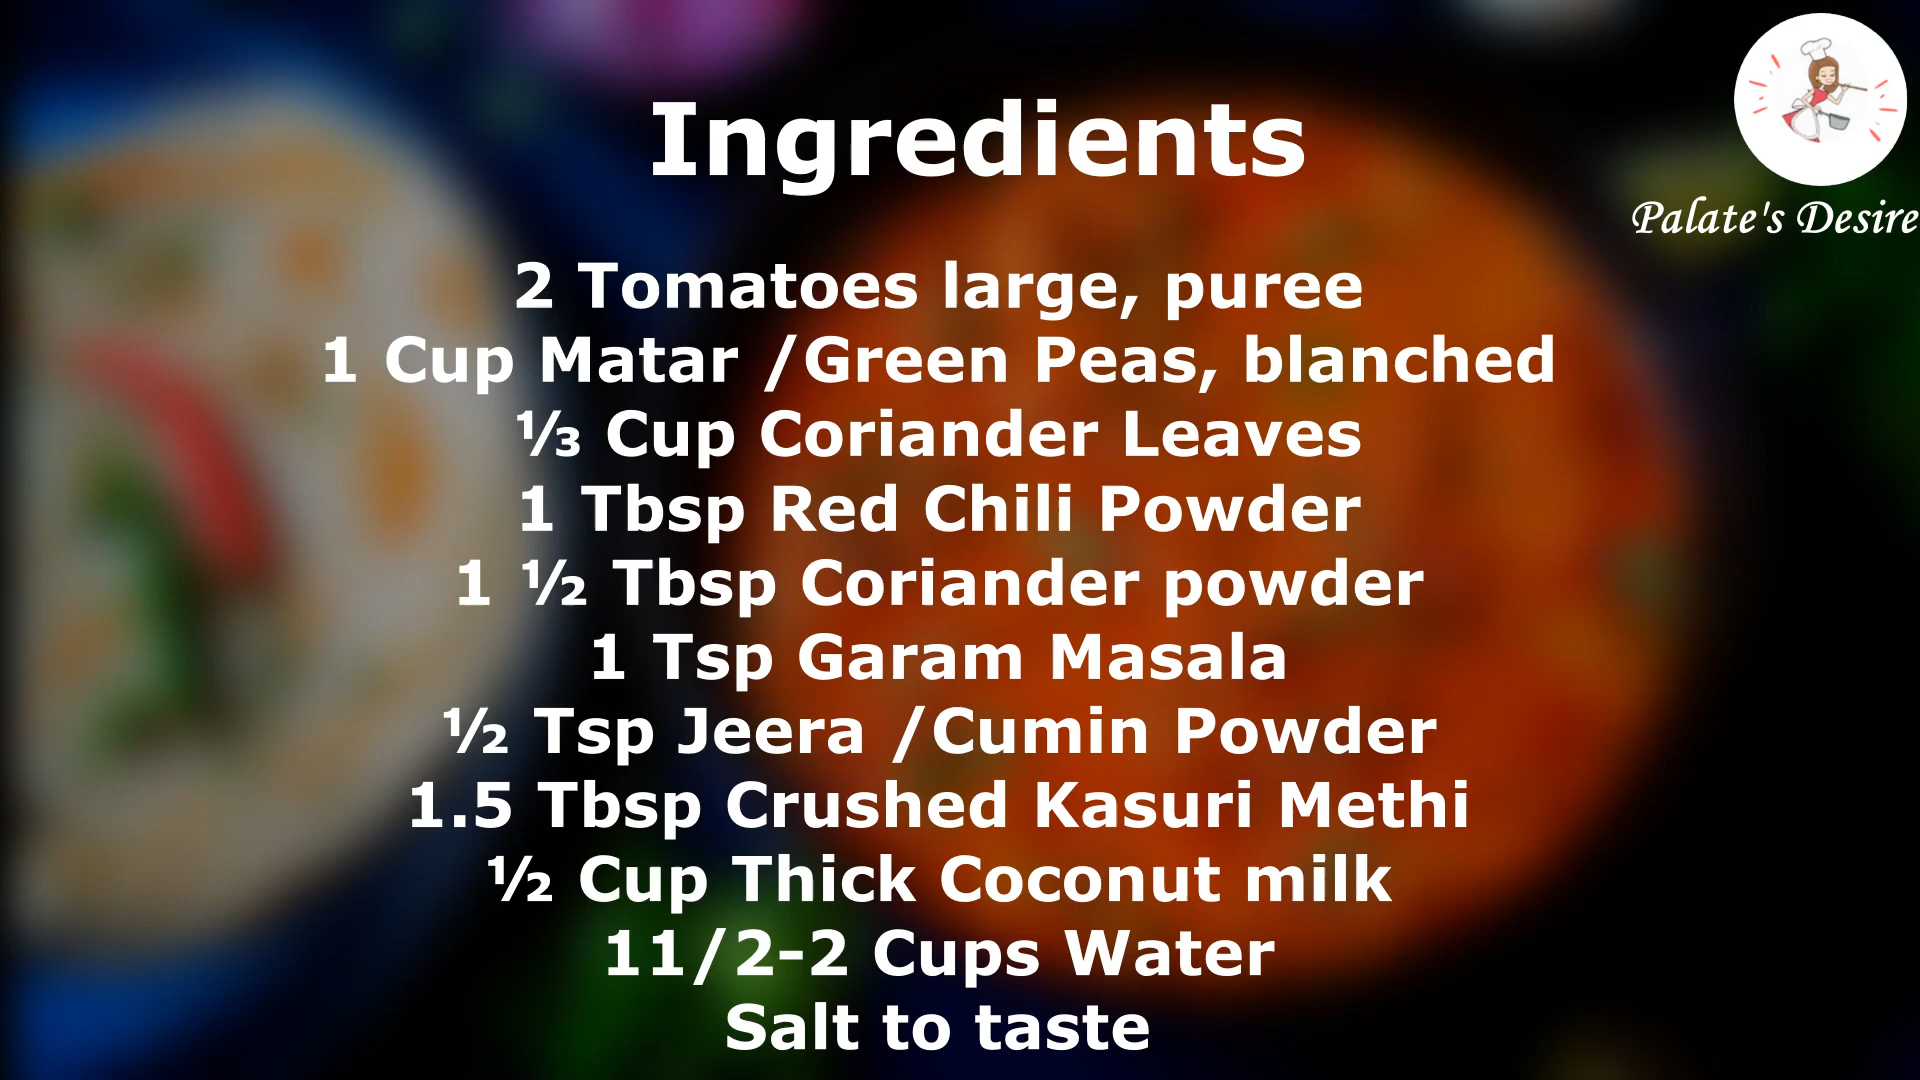 Ingredients
Palate's Desire
2 Tomatoes large, puree
1 Cup Matar /Green Peas, blanched
⅓ Cup Coriander Leaves
1 Tbsp Red Chili Powder
1 ½ Tbsp Coriander powder
1 Tsp Garam Masala
½ Tsp Jeera /Cumin Powder
1.5 Tbsp Crushed Kasuri Methi
½ Cup Thick Coconut milk
11/2-2 Cups Water
Salt to taste